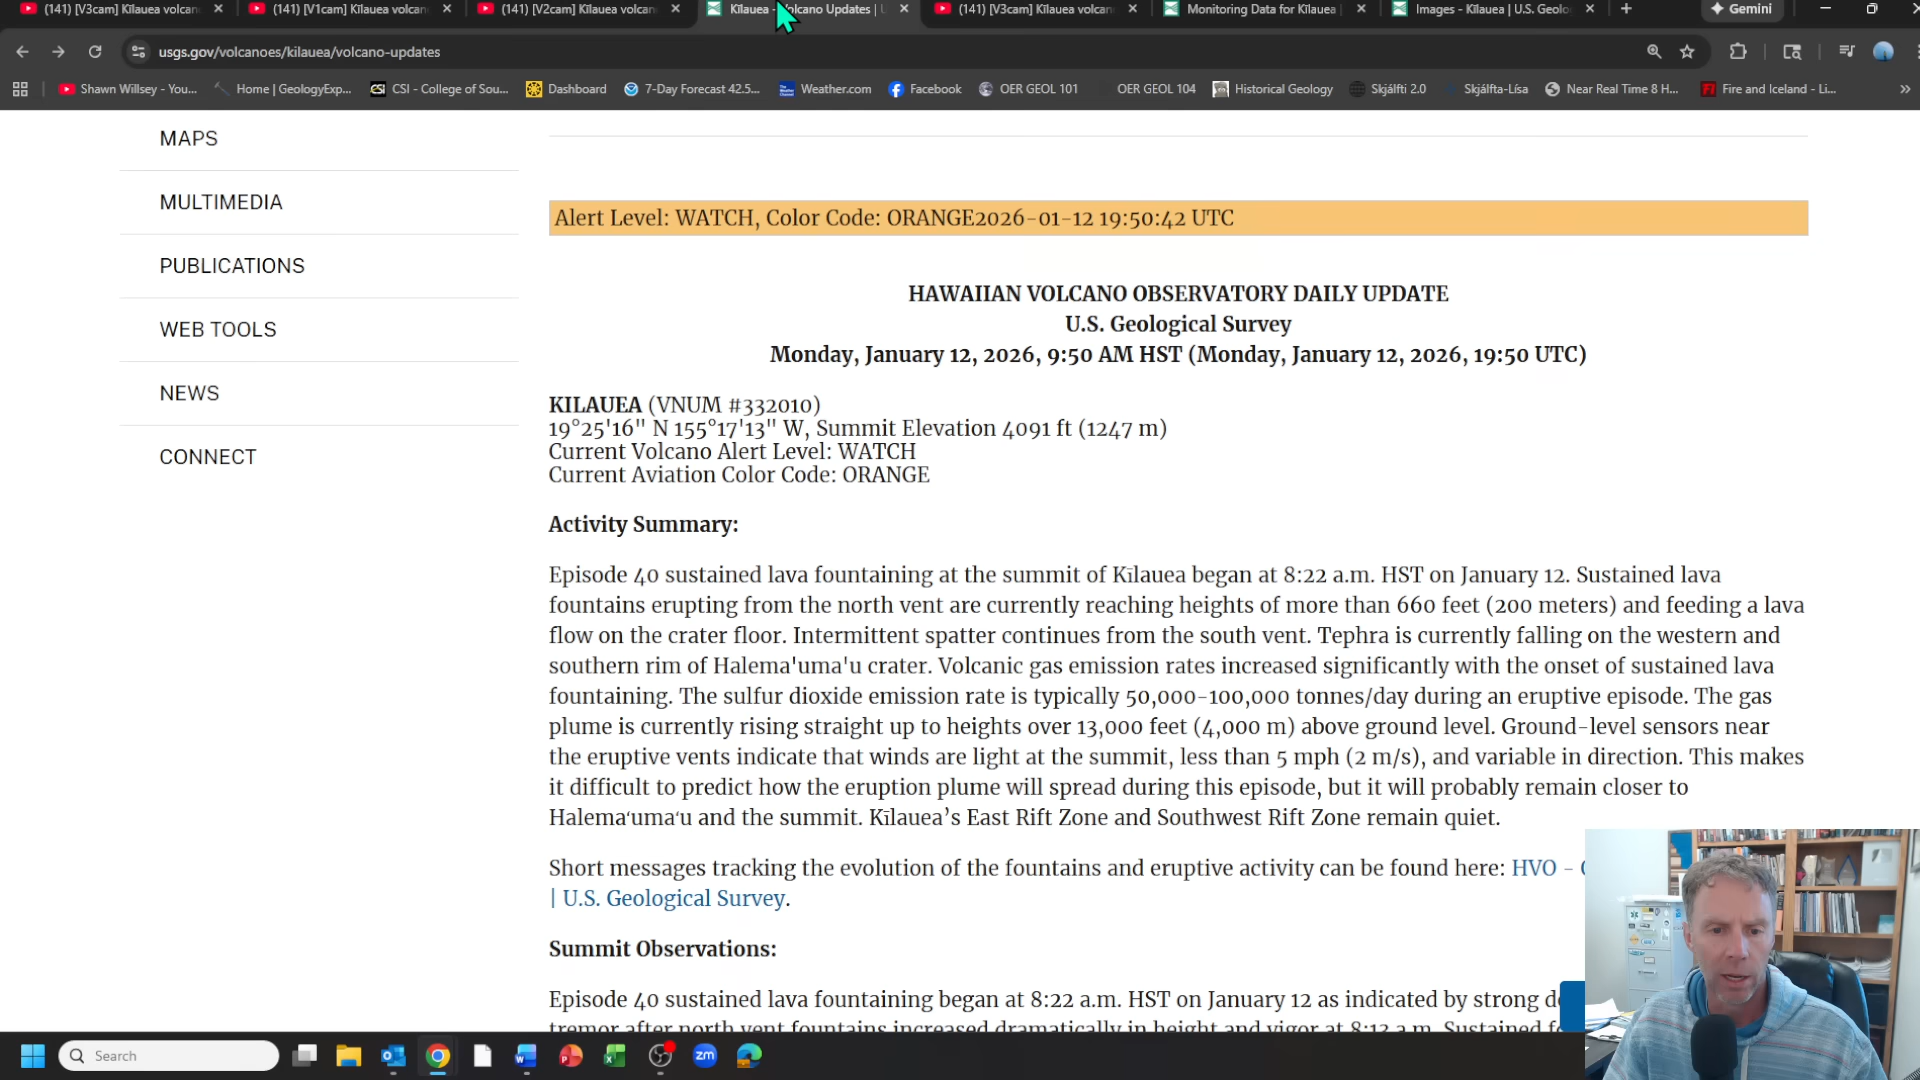 (141) [V3cam] Kīlauea volcan
(141) [V1cam] Kīlauea volcan
(141) [V2cam] Kīlauea volcan
Kīlauea - Volcano Updates | U
(141) [V3cam] Kīlauea volcan
Monitoring Data for Kīlauea
Images - Kīlauea | U.S. Geolo
Gemini
usgs.gov/volcanoes/kilauea/volcano-updates
Shawn Willsey - You...
Home | GeologyExp...
CSI - College of Sou...
Dashboard
7-Day Forecast 42.5...
Weather.com
Facebook
OER GEOL 101
OER GEOL 104
Historical Geology
Skjálfti 2.0
Skjálfta-Lísa
Near Real Time 8 H...
Fire and Iceland - Li...
MAPS
MULTIMEDIA
PUBLICATIONS
WEB TOOLS
NEWS
CONNECT
Alert Level: WATCH, Color Code: ORANGE2026-01-12 19:50:42 UTC
HAWAIIAN VOLCANO OBSERVATORY DAILY UPDATE
U.S. Geological Survey
Monday, January 12, 2026, 9:50 AM HST (Monday, January 12, 2026, 19:50 UTC)
KILAUEA (VNUM #332010)
19°25'16" N 155°17'13" W, Summit Elevation 4091 ft (1247 m)
Current Volcano Alert Level: WATCH
Current Aviation Color Code: ORANGE
Activity Summary:
Episode 40 sustained lava fountaining at the summit of Kīlauea began at 8:22 a.m. HST on January 12. Sustained lava
fountains erupting from the north vent are currently reaching heights of more than 660 feet (200 meters) and feeding a lava
flow on the crater floor. Intermittent spatter continues from the south vent. Tephra is currently falling on the western and
southern rim of Halema'uma'u crater. Volcanic gas emission rates increased significantly with the onset of sustained lava
fountaining. The sulfur dioxide emission rate is typically 50,000-100,000 tonnes/day during an eruptive episode. The gas
plume is currently rising straight up to heights over 13,000 feet (4,000 m) above ground level. Ground-level sensors near
the eruptive vents indicate that winds are light at the summit, less than 5 mph (2 m/s), and variable in direction. This makes
it difficult to predict how the eruption plume will spread during this episode, but it will probably remain closer to
Halemaʻumaʻu and the summit. Kīlauea’s East Rift Zone and Southwest Rift Zone remain quiet.
Short messages tracking the evolution of the fountains and eruptive activity can be found here: HVO -
| U.S. Geological Survey.
Summit Observations:
Episode 40 sustained lava fountaining began at 8:22 a.m. HST on January 12 as indicated by strong
tremor after north vent fountains increased dramatically in height and vigor at 8:13 a.m. Sustained
Search
zm